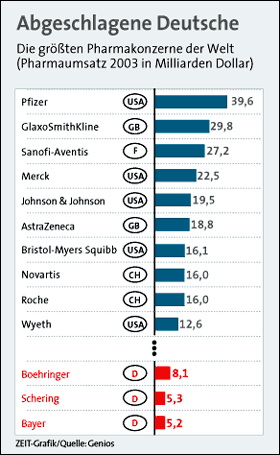 Abgeschlagene Deutsche
Die größten Pharmakonzerne der Welt
(Pharmaumsatz 2003 in Milliarden Dollar)
Pfizer USA 39,6
GlaxoSmithKline GB 29,8
Sanofi-Aventis F 27,2
Merck USA 22,5
Johnson & Johnson USA 19,5
AstraZeneca GB 18,8
Bristol-Myers Squibb USA 16,1
Novartis CH 16,0
Roche CH 16,0
Wyeth USA 12,6
Boehringer D 8,1
Schering D 5,3
Bayer D 5,2
ZEIT-Grafik/Quelle: Genios